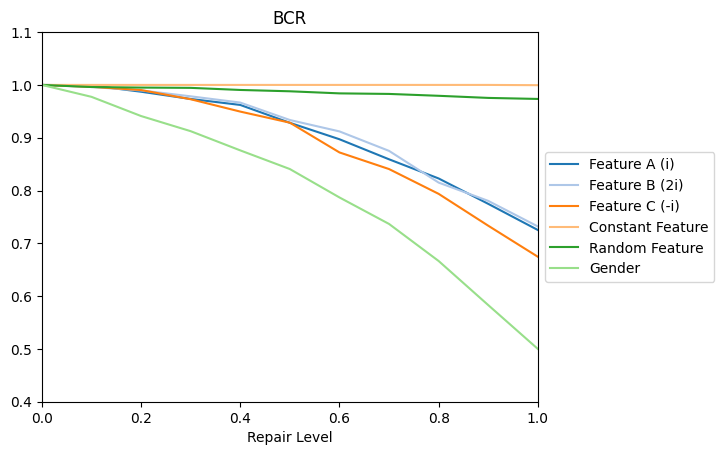 BCR
1.1
1.0
0.9
0.8
0.7
0.6
0.5
0.4
0.0
0.2
0.4
0.6
0.8
1.0
Repair Level
Feature A (i)
Feature B (2i)
Feature C (-i)
Constant Feature
Random Feature
Gender